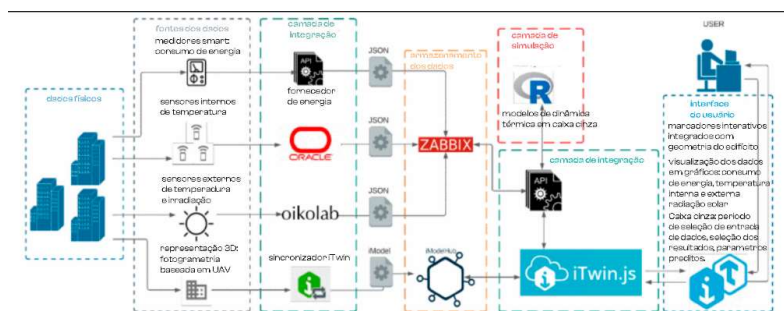 dados físicos
fontes dos dados
medidores smart:
consumo de energia
sensores internos
de temperatura
sensores externos
de temperadura
e irradiação
representação 3D:
fotogrametria
baseada em UAV
camada de
integração
API
fornecedor
de energia
ORACLE
oikolab
sincronizador iTwin
JSON
JSON
JSON
iModel
armazenamento
dos dados
ZABBIX
iModelHub
camada de
simulação
R
modelos de dinâmica
térmica em caixa cinza
camada de integração
API
iTwin.js
USER
interface
do usuário
marcadores interativos
integrados com
geometria do edifício
visualização dos dados
em gráficos: consumo
de energia, temperatura
interna e externa
radiação solar
Caixa cinza: período
de seleção de entrada
de dados, seleção dos
resultados, parametros
preditos.